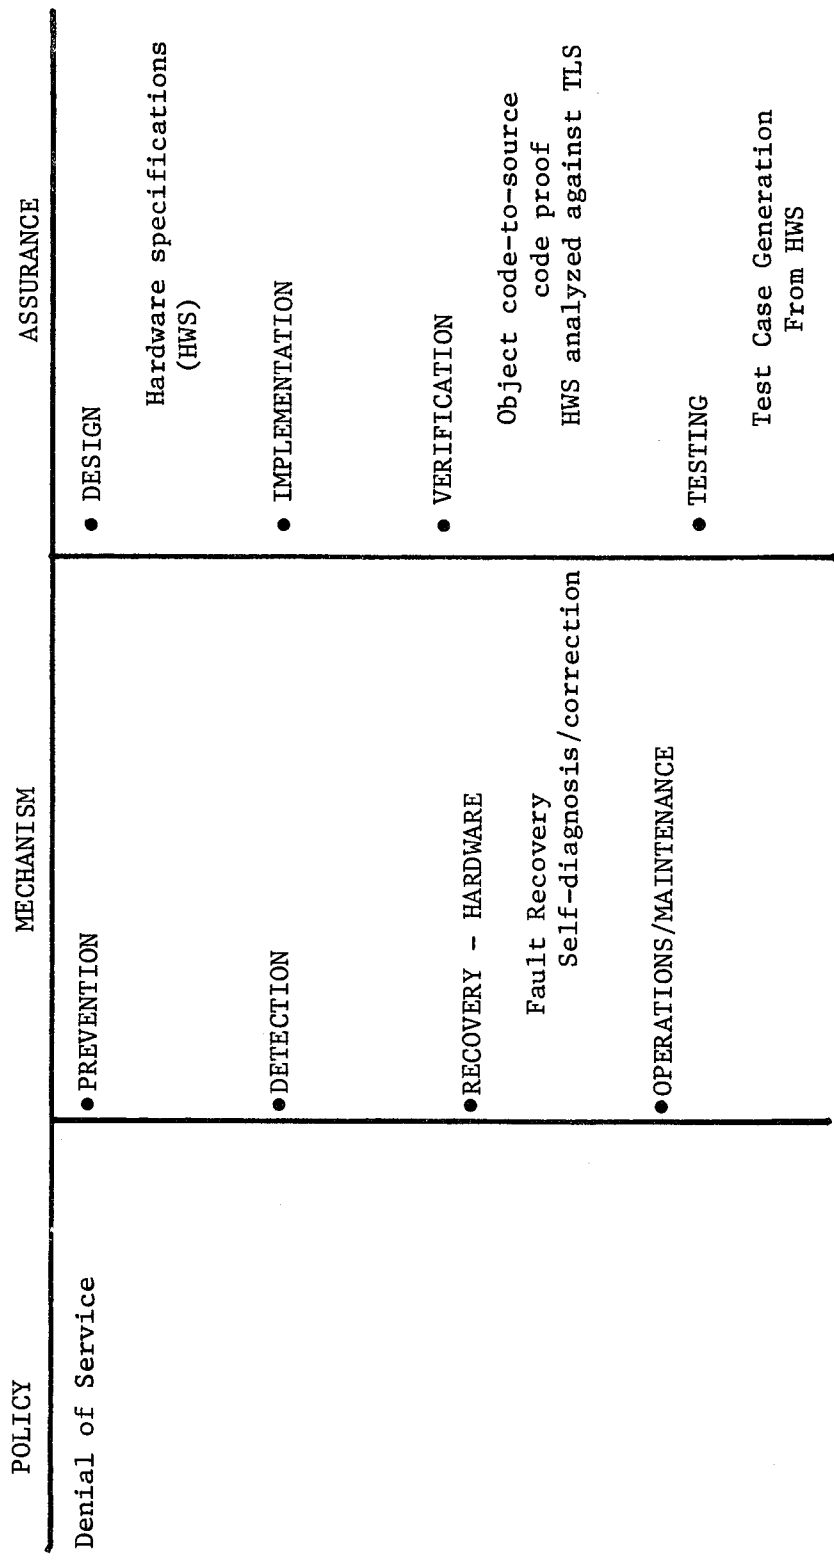 POLICY
MECHANISM
ASSURANCE
Denial of Service
●PREVENTION
●DETECTION
●RECOVERY - HARDWARE
Fault Recovery
Self-diagnosis/correction
●OPERATIONS/MAINTENANCE
● DESIGN
Hardware specifications
(HWS)
● IMPLEMENTATION
● VERIFICATION
Object code-to-source
code proof
HWS analyzed against TLS
● TESTING
Test Case Generation
From HWS